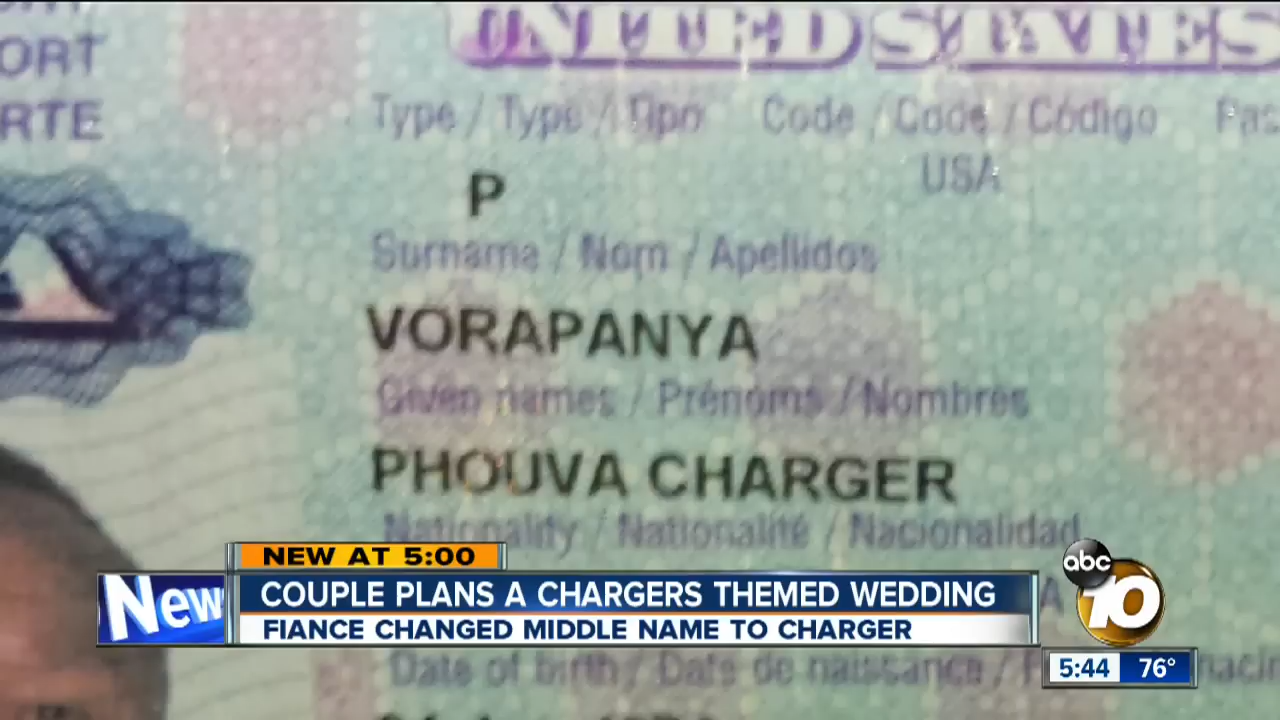 UNITED STATES
ORT
RTE
Type / Type / Tipo Code / Code / Código
USA
P
Surname / Nom / Apellidos
VORAPANYA
Given names / Prénoms / Nombres
PHOUVA CHARGER
Nationality / Nationalité / Nacionalidad
NEW AT 5:00
New
COUPLE PLANS A CHARGERS THEMED WEDDING
FIANCE CHANGED MIDDLE NAME TO CHARGER
abc
10
5:44 76°
Date of birth / Date de naissance /